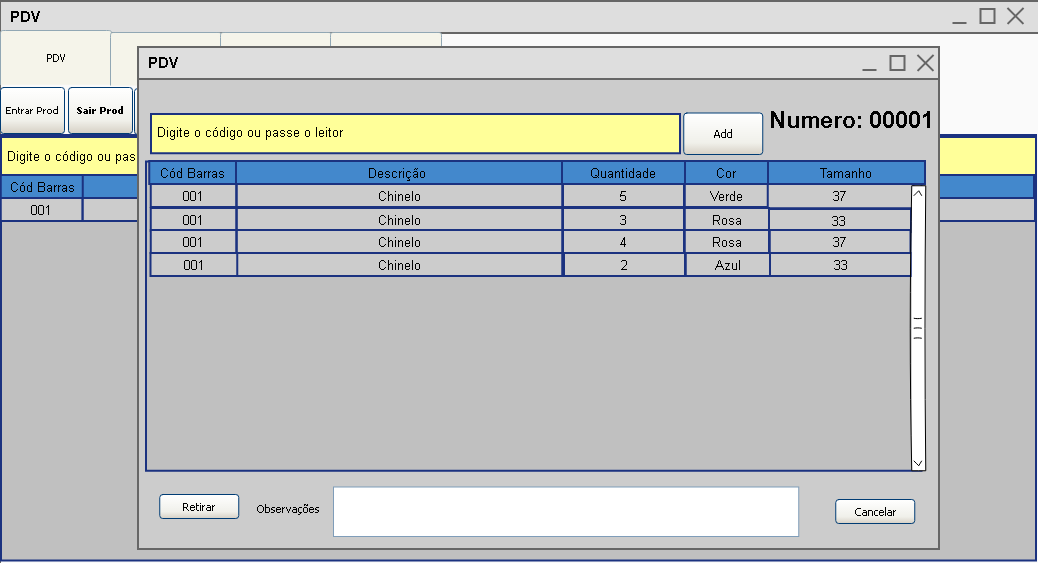 PDV
PDV
PDV
Entrar Prod
Sair Prod
Digite o código ou passe o leitor Add Numero: 00001
Digite o código ou pas
Cód Barras Descrição Quantidade Cor Tamanho
Cód Barras
001 Chinelo 5 Verde 37
001
001 Chinelo 3 Rosa 33
001 Chinelo 4 Rosa 37
001 Chinelo 2 Azul 33
Retirar Observações Cancelar